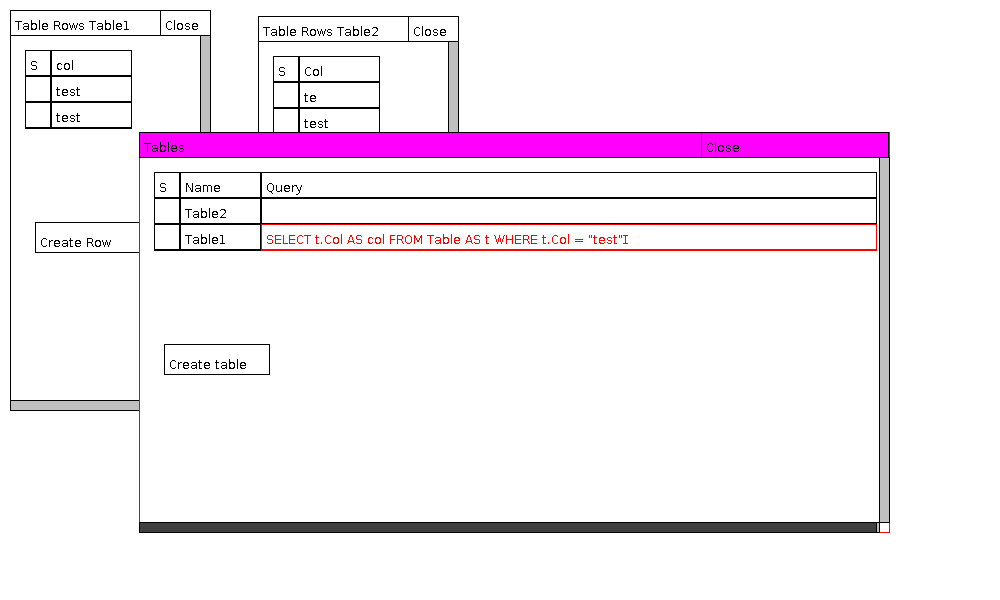 Table Rows Table1 Close
S col
test
test
Create Row
Table Rows Table2 Close
S Col
te
test
Tables Close
S Name Query
Table2
Table1 SELECT t.Col AS col FROM Table AS t WHERE t.Col = "test"
Create table